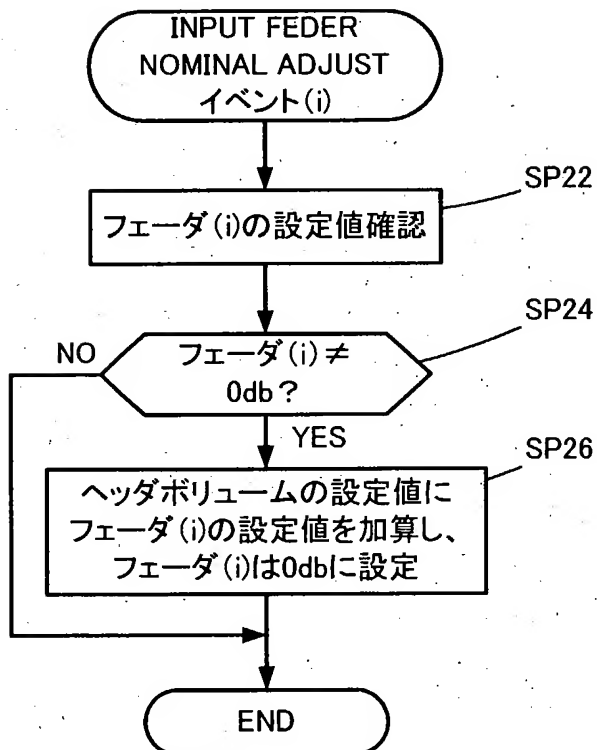 INPUT FEDER
NOMINAL ADJUST
イベント(i)
SP22
フェーダ(i)の設定値確認
SP24
NO
フェーダ(i)≠
0db?
YES
SP26
ヘッダボリュームの設定値に
フェーダ(i)の設定値を加算し、
フェーダ(i)は0dbに設定
END